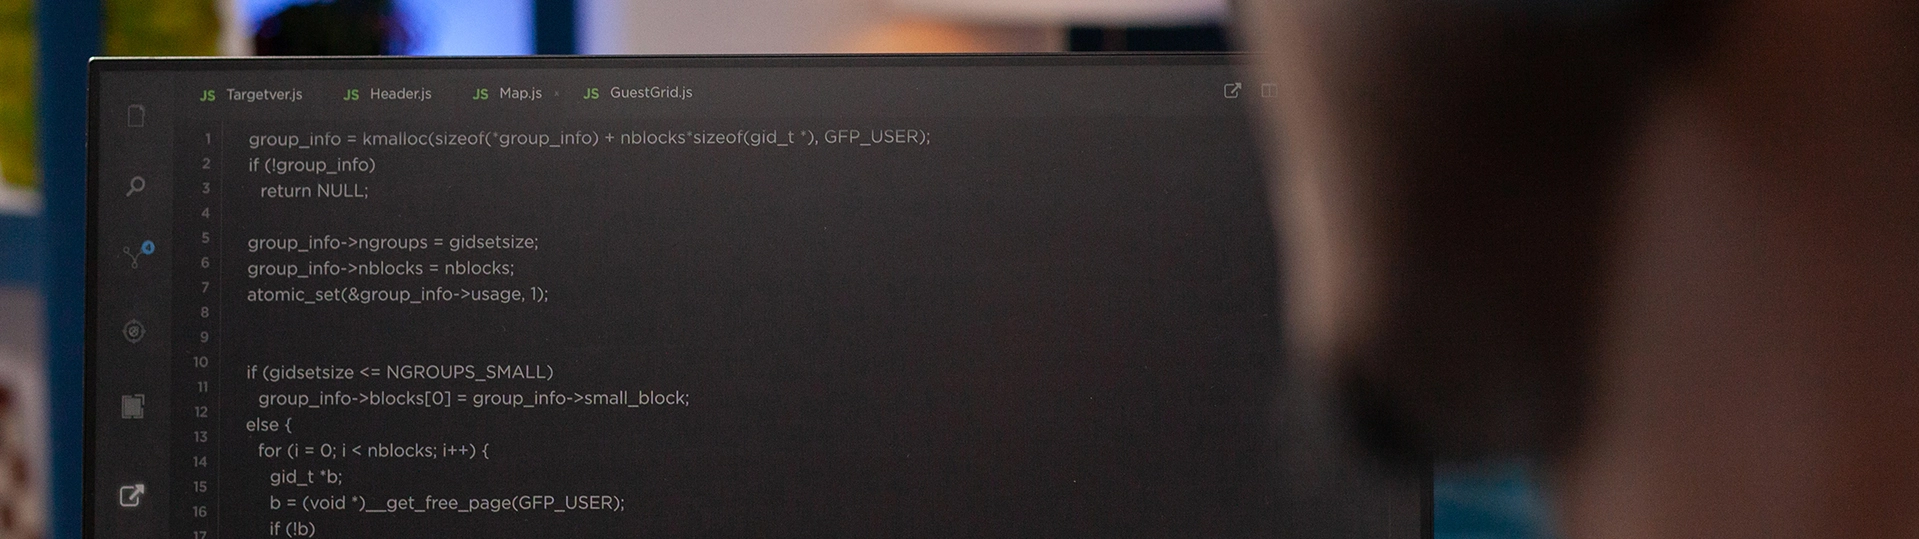 JS Targetver.js JS Header.js JS Map.js × JS GuestGrid.js
4
1 group_info = kmalloc(sizeof(*group_info) + nblocks*sizeof(gid_t *), GFP_USER);
2 if (!group_info)
3 return NULL;
4
5 group_info->ngroups = gidsetsize;
6 group_info->nblocks = nblocks;
7 atomic_set(&group_info->usage, 1);
8
9
10 if (gidsetsize <= NGROUPS_SMALL)
11 group_info->blocks[0] = group_info->small_block;
12 else {
13 for (i = 0; i < nblocks; i++) {
14 gid_t *b;
15 b = (void *)__get_free_page(GFP_USER);
16 if (!b)
17